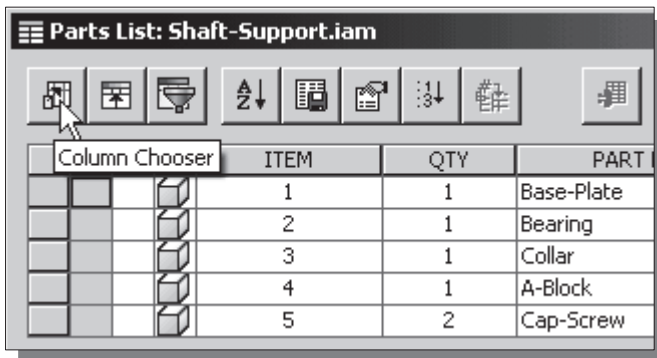 Parts List: Shaft-Support.iam
Column Chooser ITEM QTY PART
1 1 Base-Plate
2 1 Bearing
3 1 Collar
4 1 A-Block
5 2 Cap-Screw